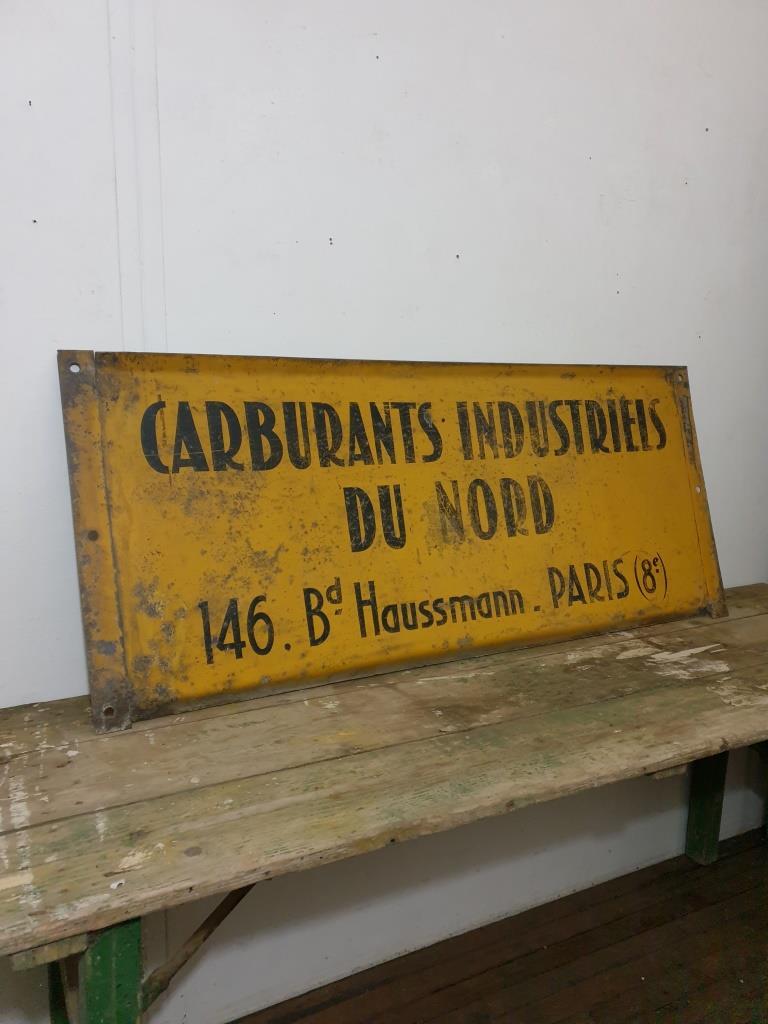 CARBURANTS INDUSTRIELS
DU NORD
146. Bd Haussmann. PARIS (8e)